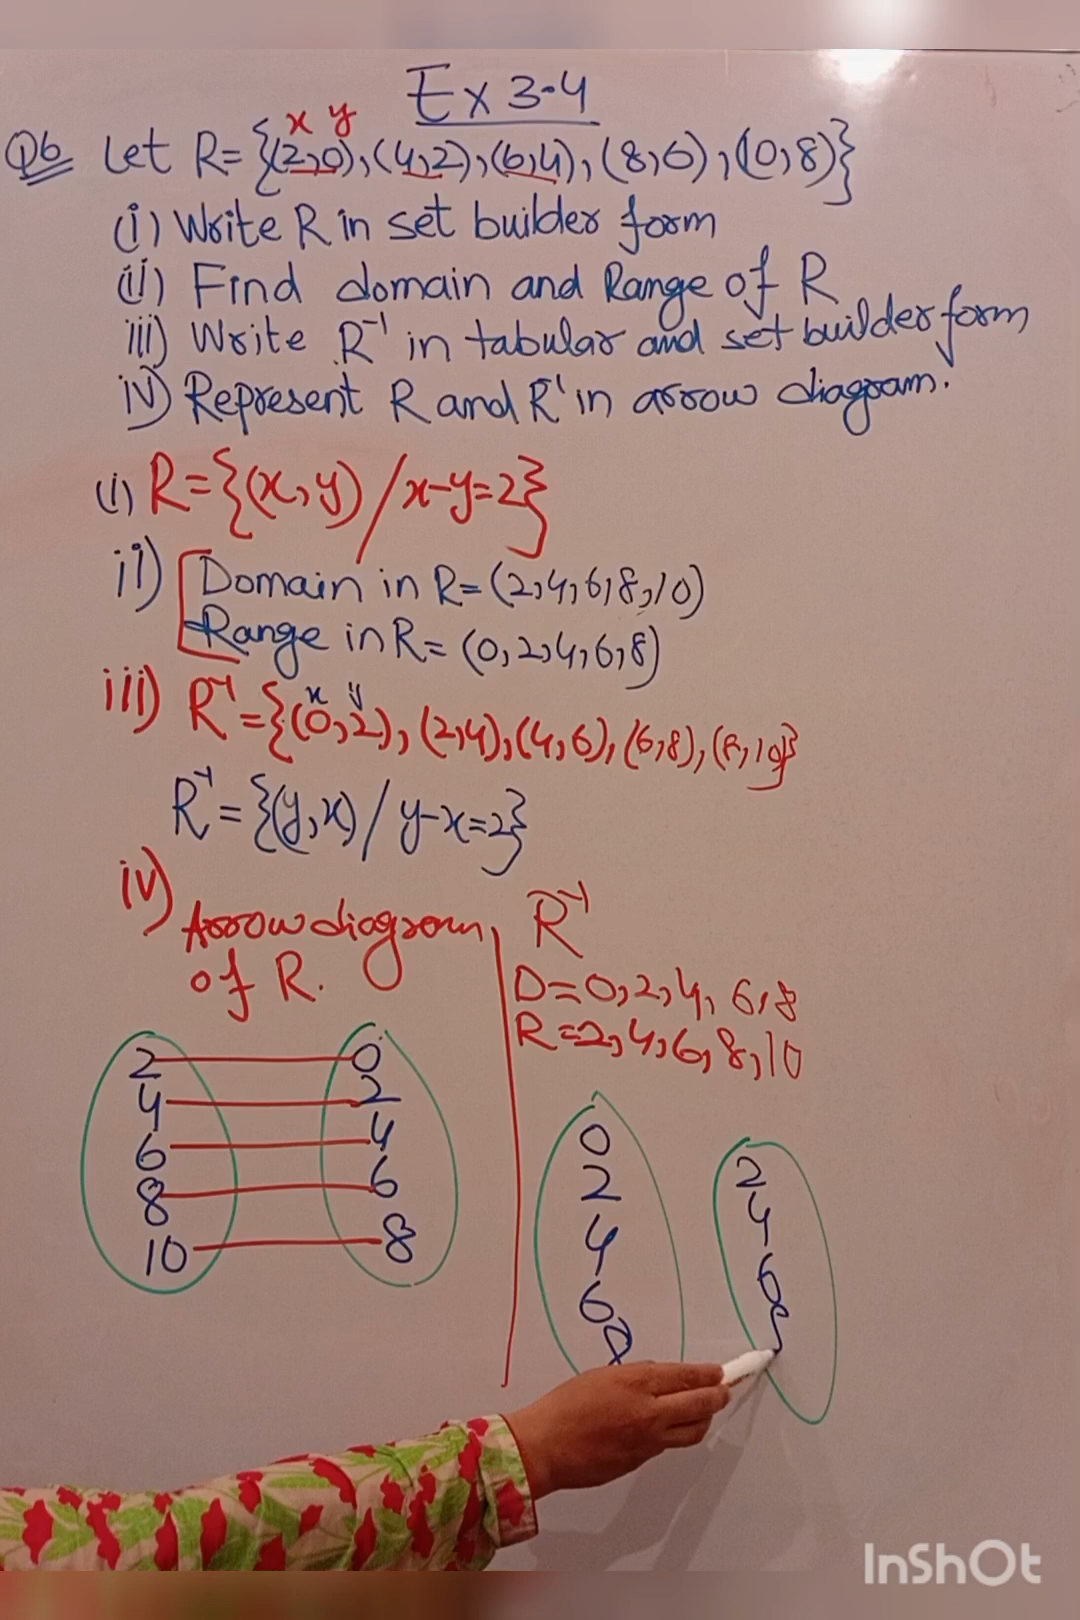 Ex 3.4
x y
Q6 Let R= {(2,0),(4,2),(6,4),(8,6),(10,8)}
(i) Write R in set builder form
(ii) Find domain and Range of R
iii) Write R⁻¹ in tabular and set builder form
iv) Represent R and R⁻¹ in arrow diagram.
(i) R={(x,y)/x-y=2}
ii) Domain in R=(2,4,6,8,10)
Range in R=(0,2,4,6,8)
x y
iii) R⁻¹={(0,2),(2,4),(4,6),(6,8),(8,10)}
R⁻¹={(y,x)/y-x=2}
iv) Arrow diagram
of R.
2 0
4 2
6 4
8 6
10 8
R⁻¹
D=0,2,4,6,8
R=2,4,6,8,10
0 2
2 4
4 6
6 8
8
InShOt